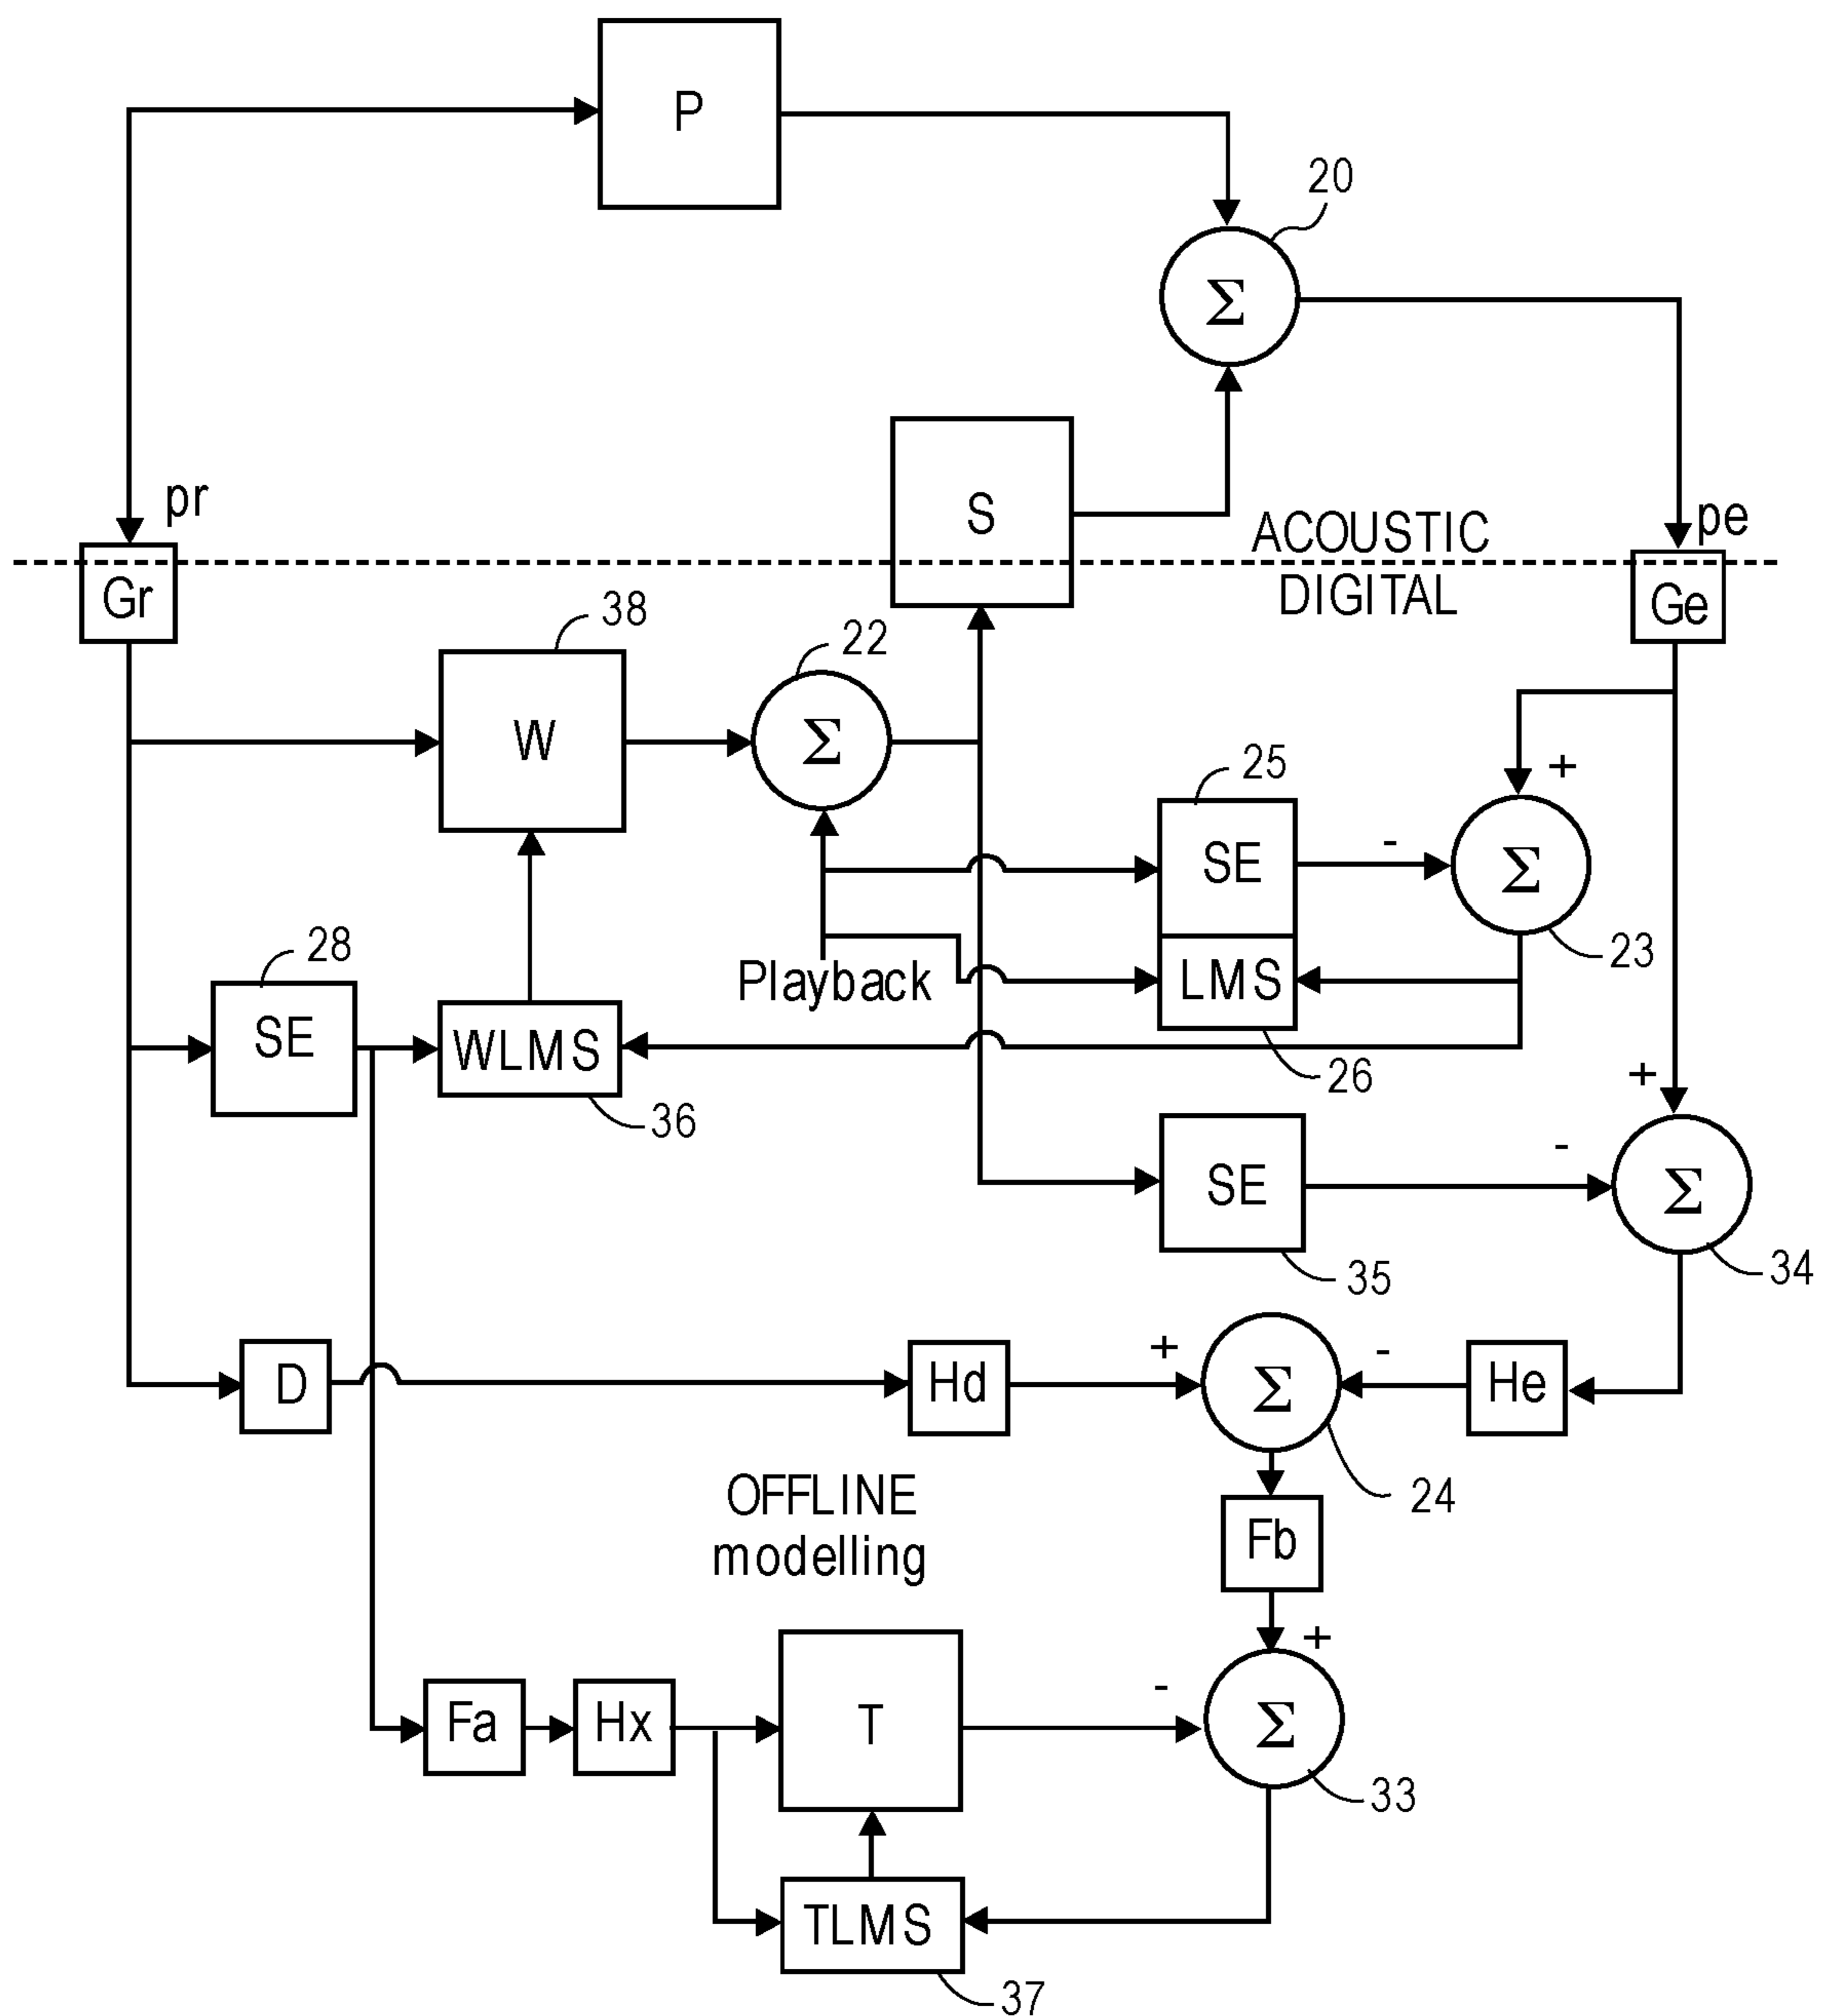 P
20
Σ
pr
S
ACOUSTIC
pe
Gr
DIGITAL
Ge
38
22
W
Σ
25
+
SE
-
Σ
23
28
Playback
LMS
SE
WLMS
26
+
36
SE
-
Σ
35
34
D
Hd
+
Σ
-
He
24
OFFLINE
modelling
Fb
+
Fa
Hx
T
-
Σ
33
TLMS
37